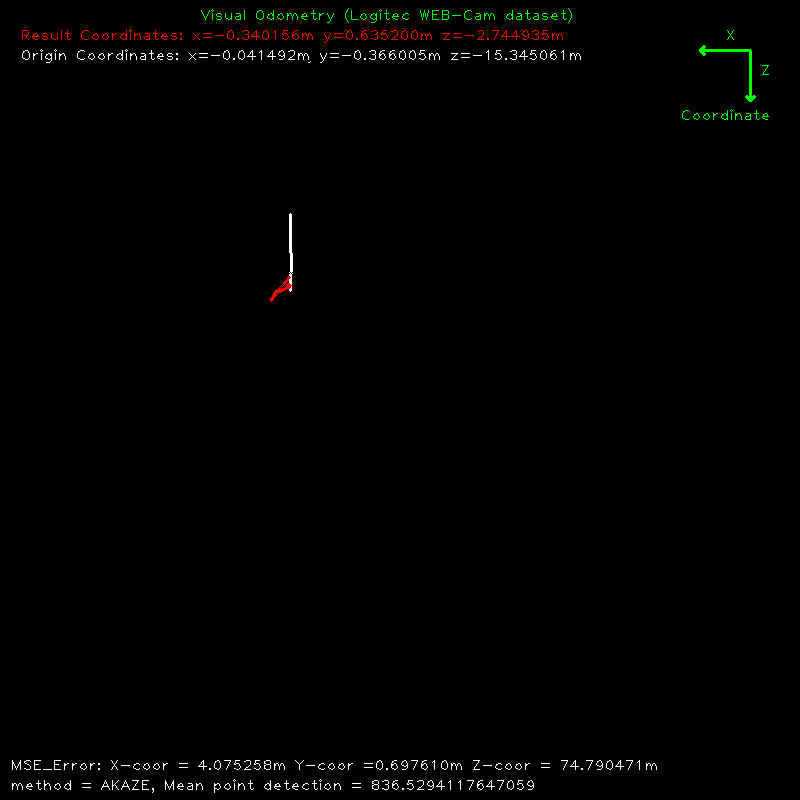 Visual Odometry (Logitec WEB-Cam dataset)
Result Coordinates: x=-0.340156m y=0.635200m z=-2.744935m
Origin Coordinates: x=-0.041492m y=-0.366005m z=-15.345061m
X
Z
Coordinate
MSE_Error: X-coor = 4.075258m Y-coor =0.697610m Z-coor = 74.790471m
method = AKAZE, Mean point detection = 836.5294117647059